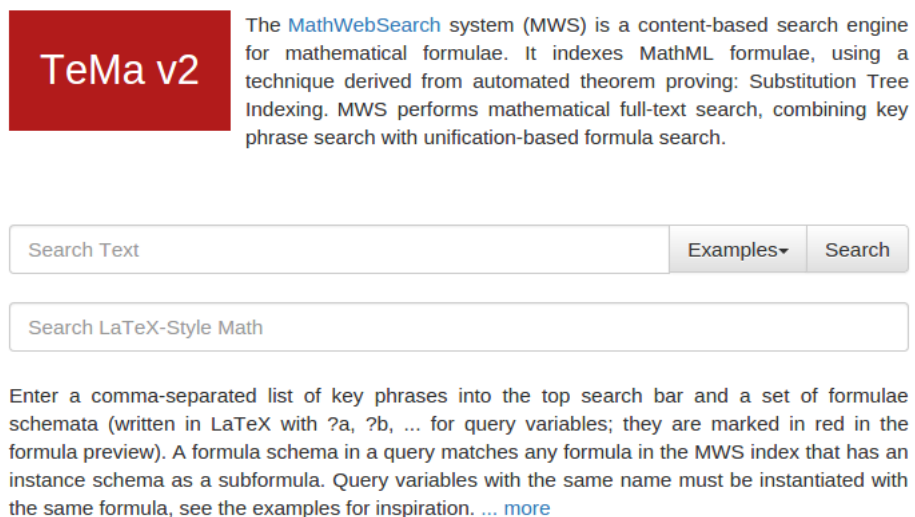 TeMa v2
The MathWebSearch system (MWS) is a content-based search engine
for mathematical formulae. It indexes MathML formulae, using a
technique derived from automated theorem proving: Substitution Tree
Indexing. MWS performs mathematical full-text search, combining key
phrase search with unification-based formula search.
Search Text
Examples
Search
Search LaTeX-Style Math
Enter a comma-separated list of key phrases into the top search bar and a set of formulae
schemata (written in LaTeX with ?a, ?b, ... for query variables; they are marked in red in the
formula preview). A formula schema in a query matches any formula in the MWS index that has an
instance schema as a subformula. Query variables with the same name must be instantiated with
the same formula, see the examples for inspiration. ... more